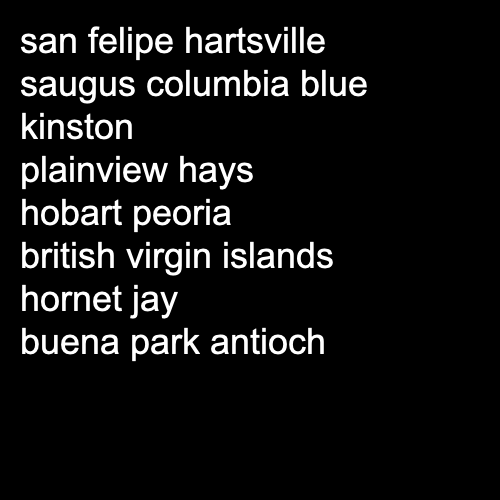 san felipe hartsville
saugus columbia blue
kinston
plainview hays
hobart peoria
british virgin islands
hornet jay
buena park antioch